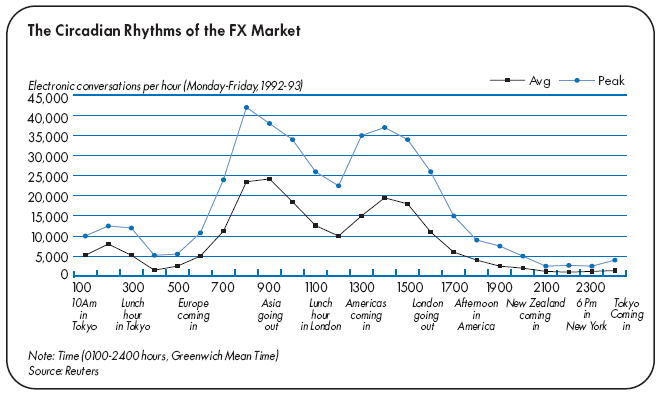 The Circadian Rhythms of the FX Market
Electronic conversations per hour (Monday-Friday, 1992-93)
Avg Peak
45,000
40,000
35,000
30,000
25,000
20,000
15,000
10,000
5,000
0
100 300 500 700 900 1100 1300 1500 1700 1900 2100 2300
10Am Lunch Europe Asia Lunch Americas London Afternoon New Zealand 6 Pm Tokyo
in hour coming going hour coming going in coming in Coming
Tokyo in Tokyo in out in London in out America in New York in
Note: Time (0100-2400 hours, Greenwich Mean Time)
Source: Reuters